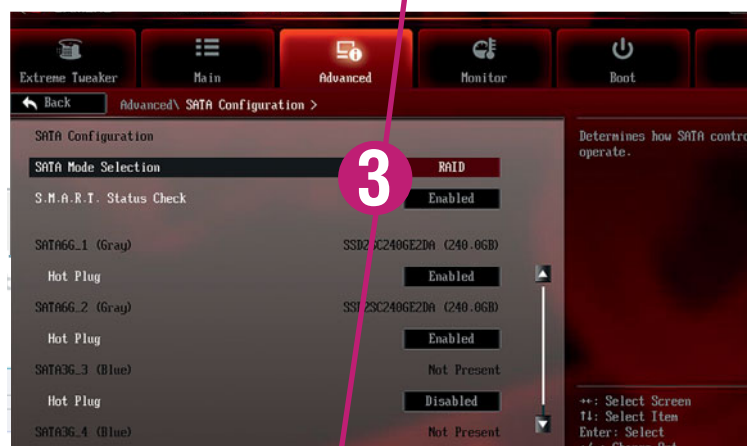 Extreme Tweaker
Main
Advanced
Monitor
Boot
Back
Advanced\ SATA Configuration >
SATA Configuration
SATA Mode Selection
RAID
3
S.M.A.R.T. Status Check
Enabled
SATA6G_1 (Gray)
SSD2SC240GE2DA (240.0GB)
Hot Plug
Enabled
SATA6G_2 (Gray)
SSD2SC240GE2DA (240.0GB)
Hot Plug
Enabled
SATA3G_3 (Blue)
Not Present
Hot Plug
Disabled
SATA3G_4 (Blue)
Not Present
Determines how SATA contro
operate.
→←: Select Screen
↑↓: Select Item
Enter: Select